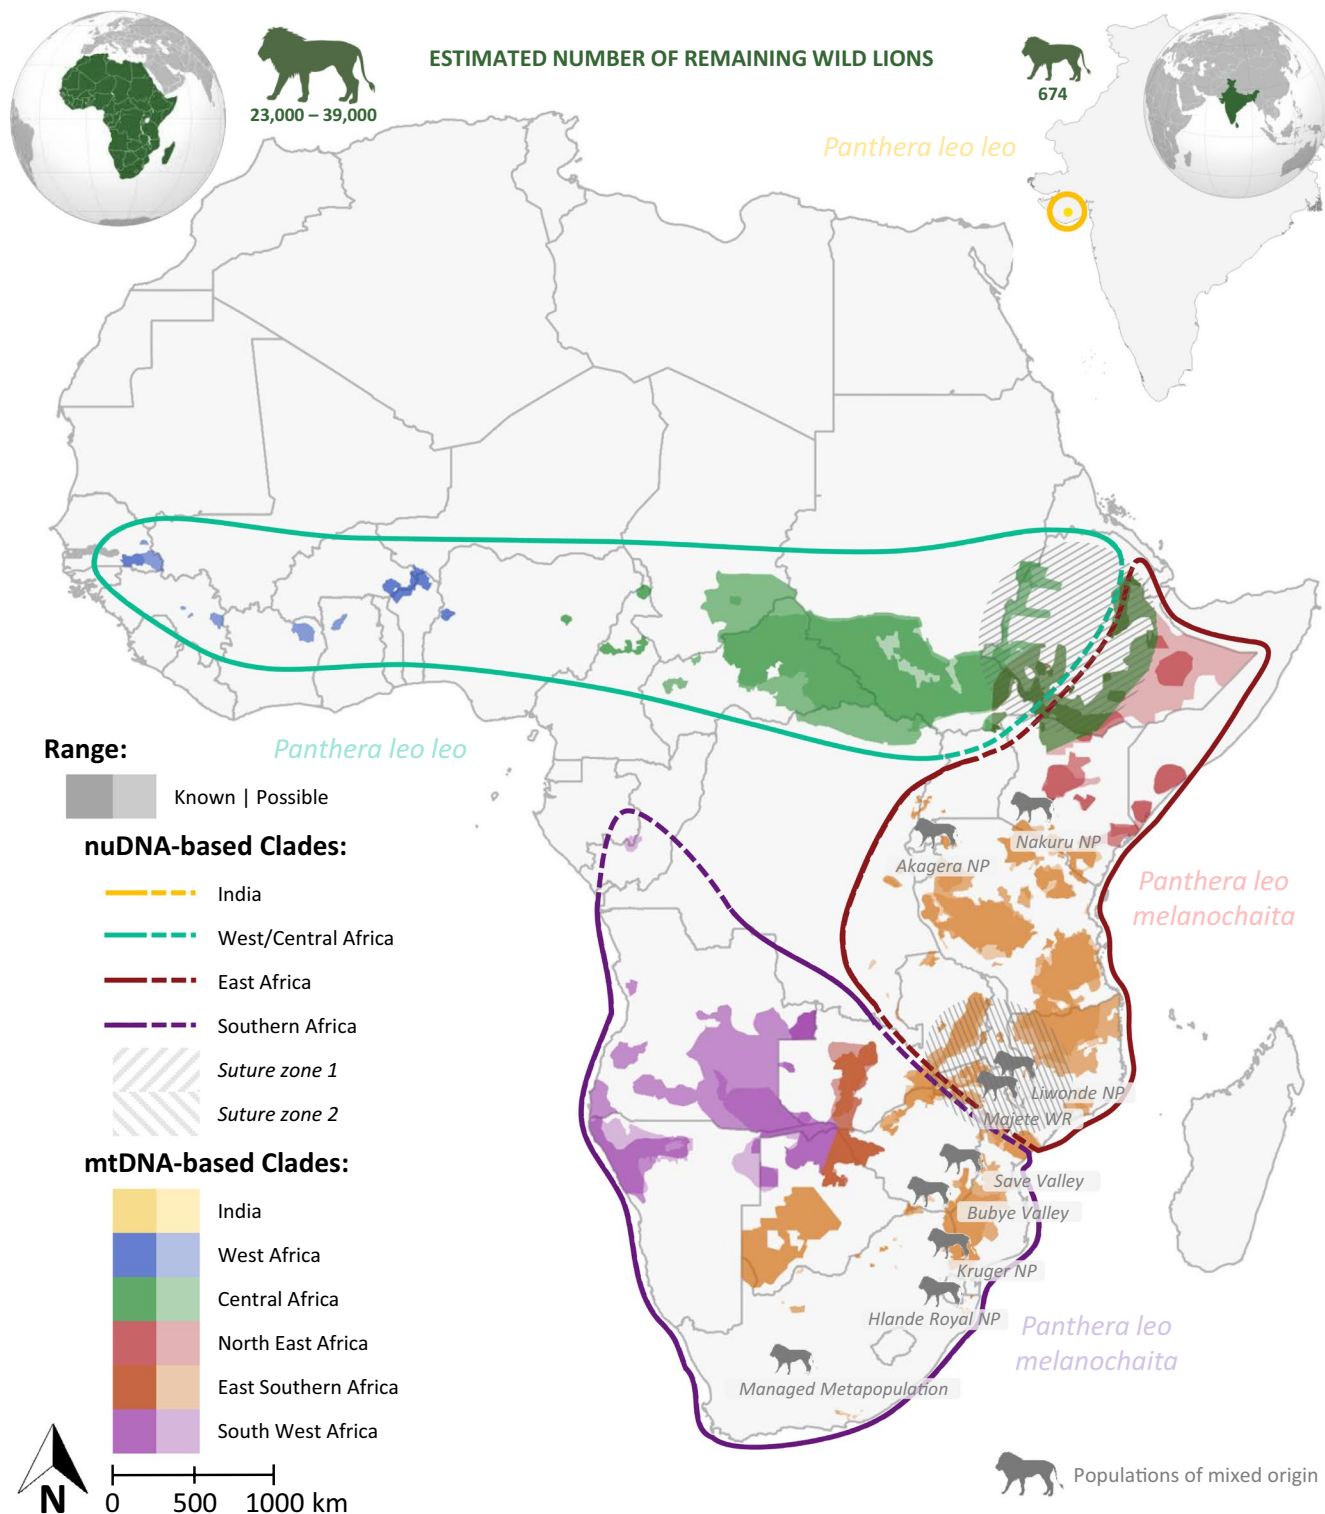 ESTIMATED NUMBER OF REMAINING WILD LIONS
23,000 – 39,000
674
Panthera leo leo
Panthera leo leo
Range:
Known | Possible
nuDNA-based Clades:
India
West/Central Africa
East Africa
Southern Africa
Suture zone 1
Suture zone 2
mtDNA-based Clades:
India
West Africa
Central Africa
North East Africa
East Southern Africa
South West Africa
N
0 500 1000 km
Nakuru NP
Akagera NP
Panthera leo
melanochaita
Liwonde NP
Majete WR
Save Valley
Bubye Valley
Kruger NP
Hlande Royal NP
Panthera leo
melanochaita
Managed Metapopulation
Populations of mixed origin